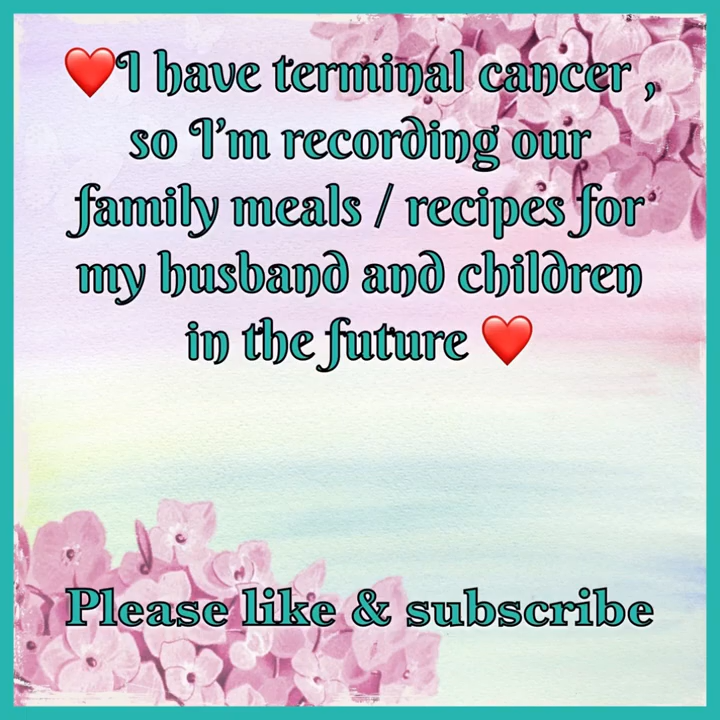 ❤️I have terminal cancer ,
so I'm recording our
family meals / recipes for
my husband and children
in the future ❤️
Please like & subscribe